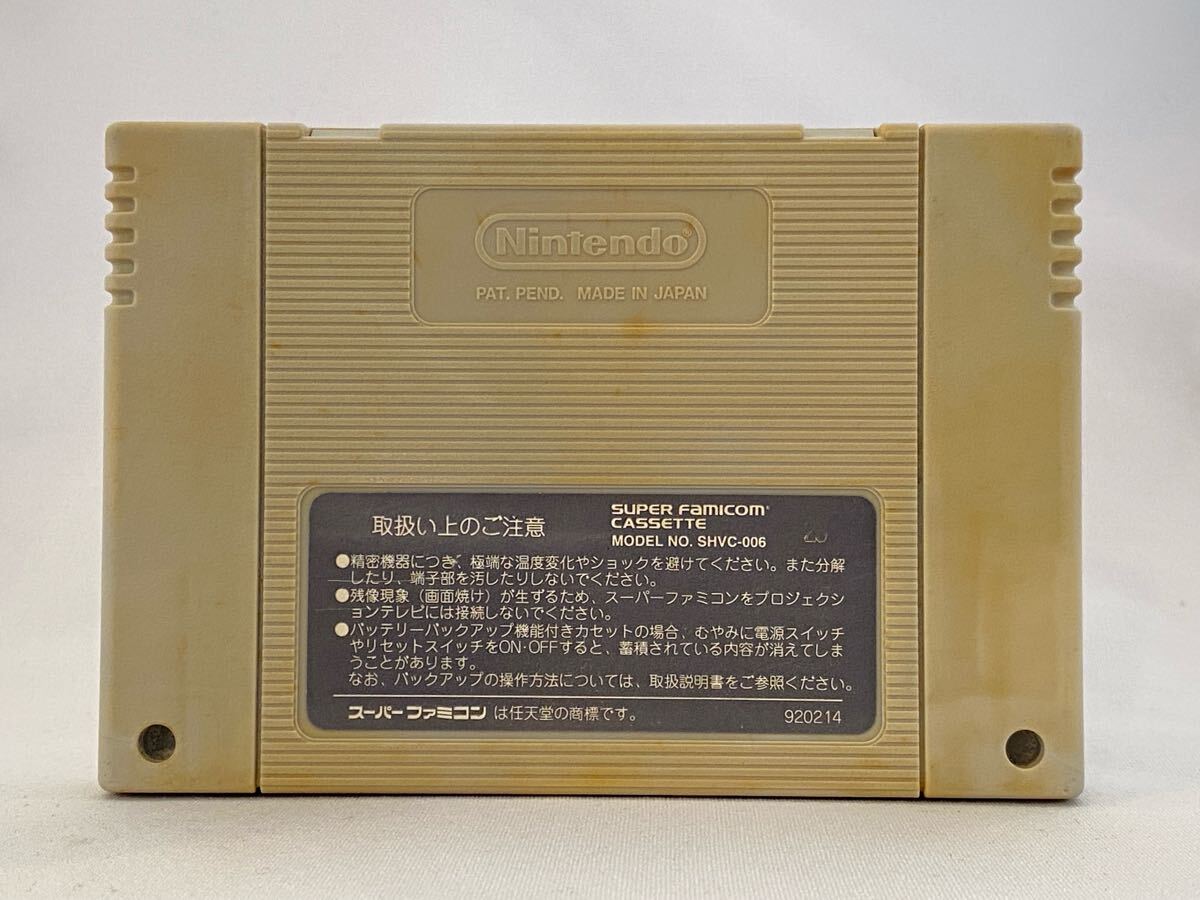 Nintendo®
PAT. PEND. MADE IN JAPAN
取扱い上のご注意
SUPER FAMICOM
CASSETTE
MODEL NO. SHVC-006
●精密機器につき、極端な温度変化やショックを避けてください。また分解
したり、端子部を汚したりしないでください。
●残像現象（画面焼け）が生ずるため、スーパーファミコンをプロジェクシ
ョンテレビには接続しないでください。
●バッテリーバックアップ機能付きカセットの場合、むやみに電源スイッチ
やリセットスイッチをON・OFFすると、蓄積されている内容が消えてしま
うことがあります。
なお、バックアップの操作方法については、取扱説明書をご参照ください。
スーパーファミコン は任天堂の商標です。
920214